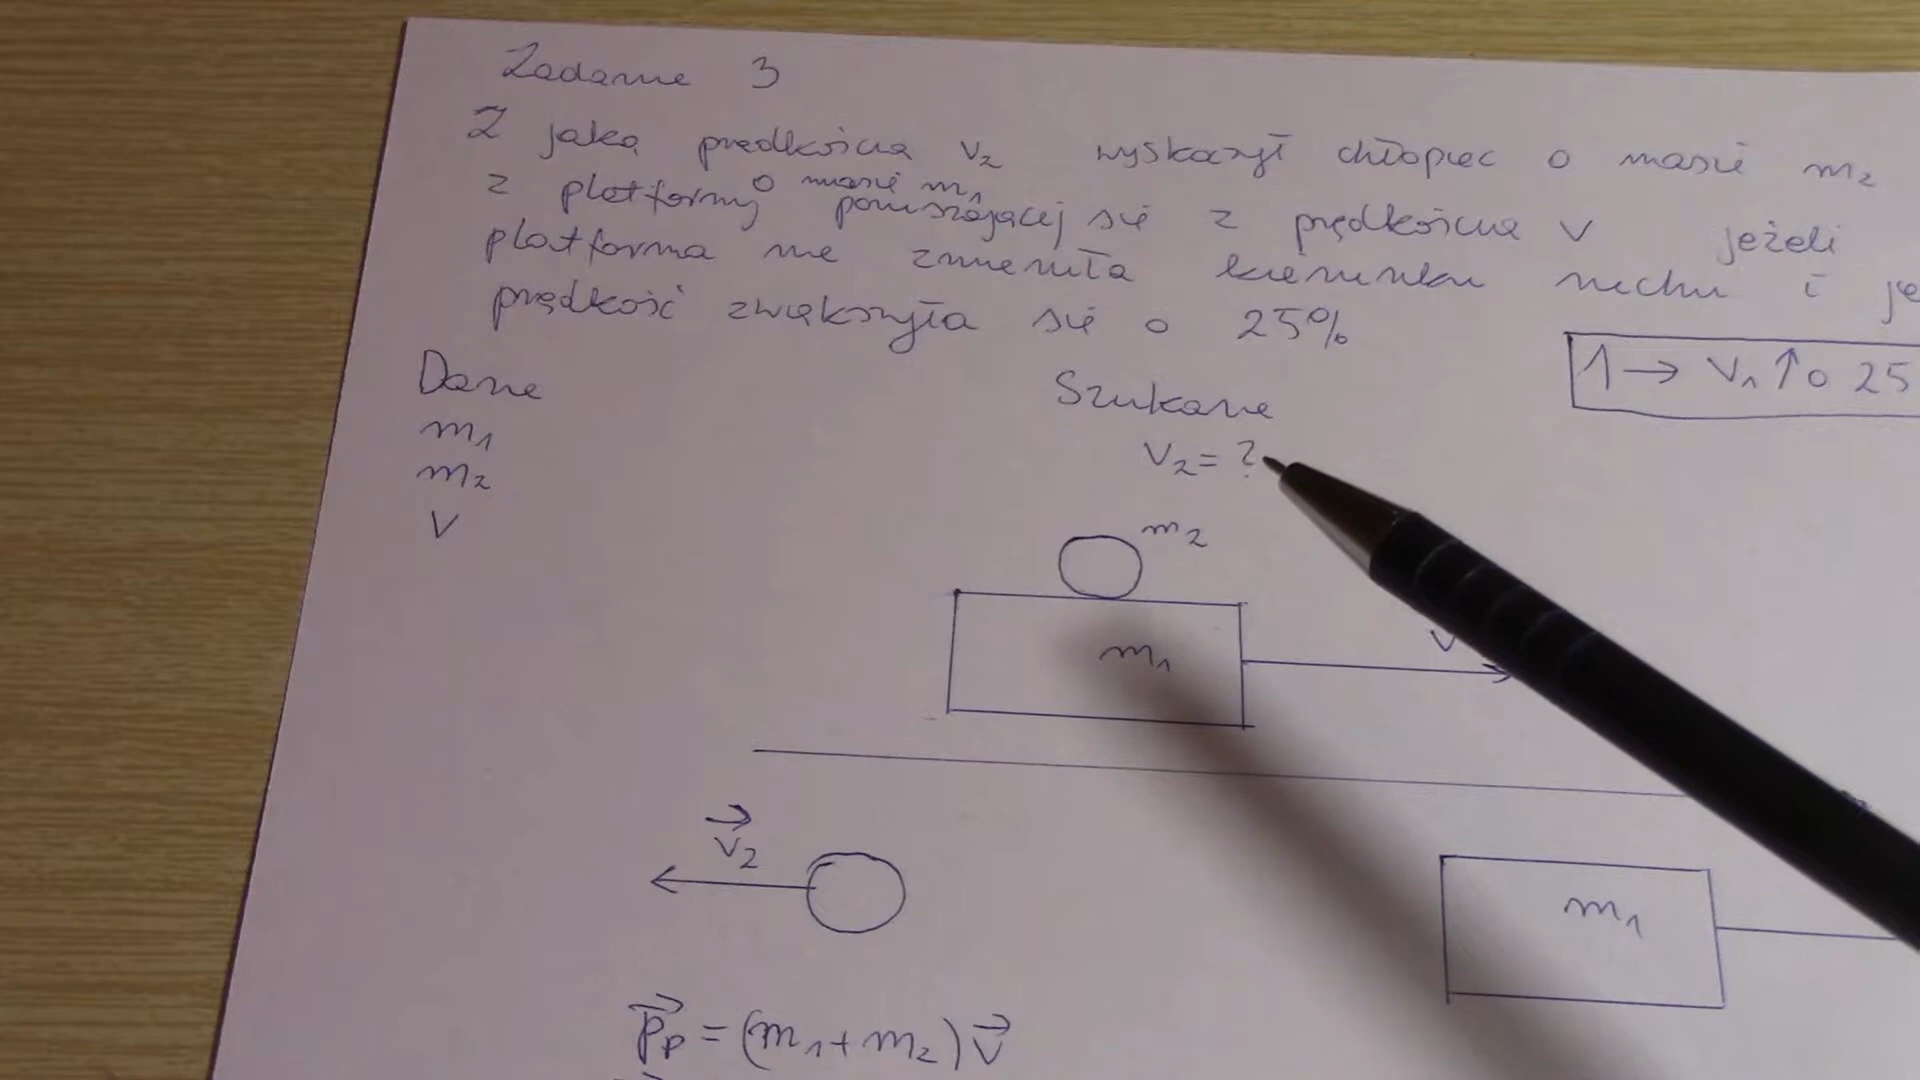 Zadanie 3
Z jaką prędkością v₂ wyskoczył chłopiec o masie m₂
z platformy o masie m₁ poruszającej się z prędkością v jeżeli
platforma nie zmieniła kierunku ruchu i
prędkość zwiększyła się o 25%
1 → v₁ ↑ o 25
Dane
Szukane
m₁
m₂
v
v₂ = ?
m₂
m₁
v
v₂
m₁
pₚ = (m₁ + m₂) v